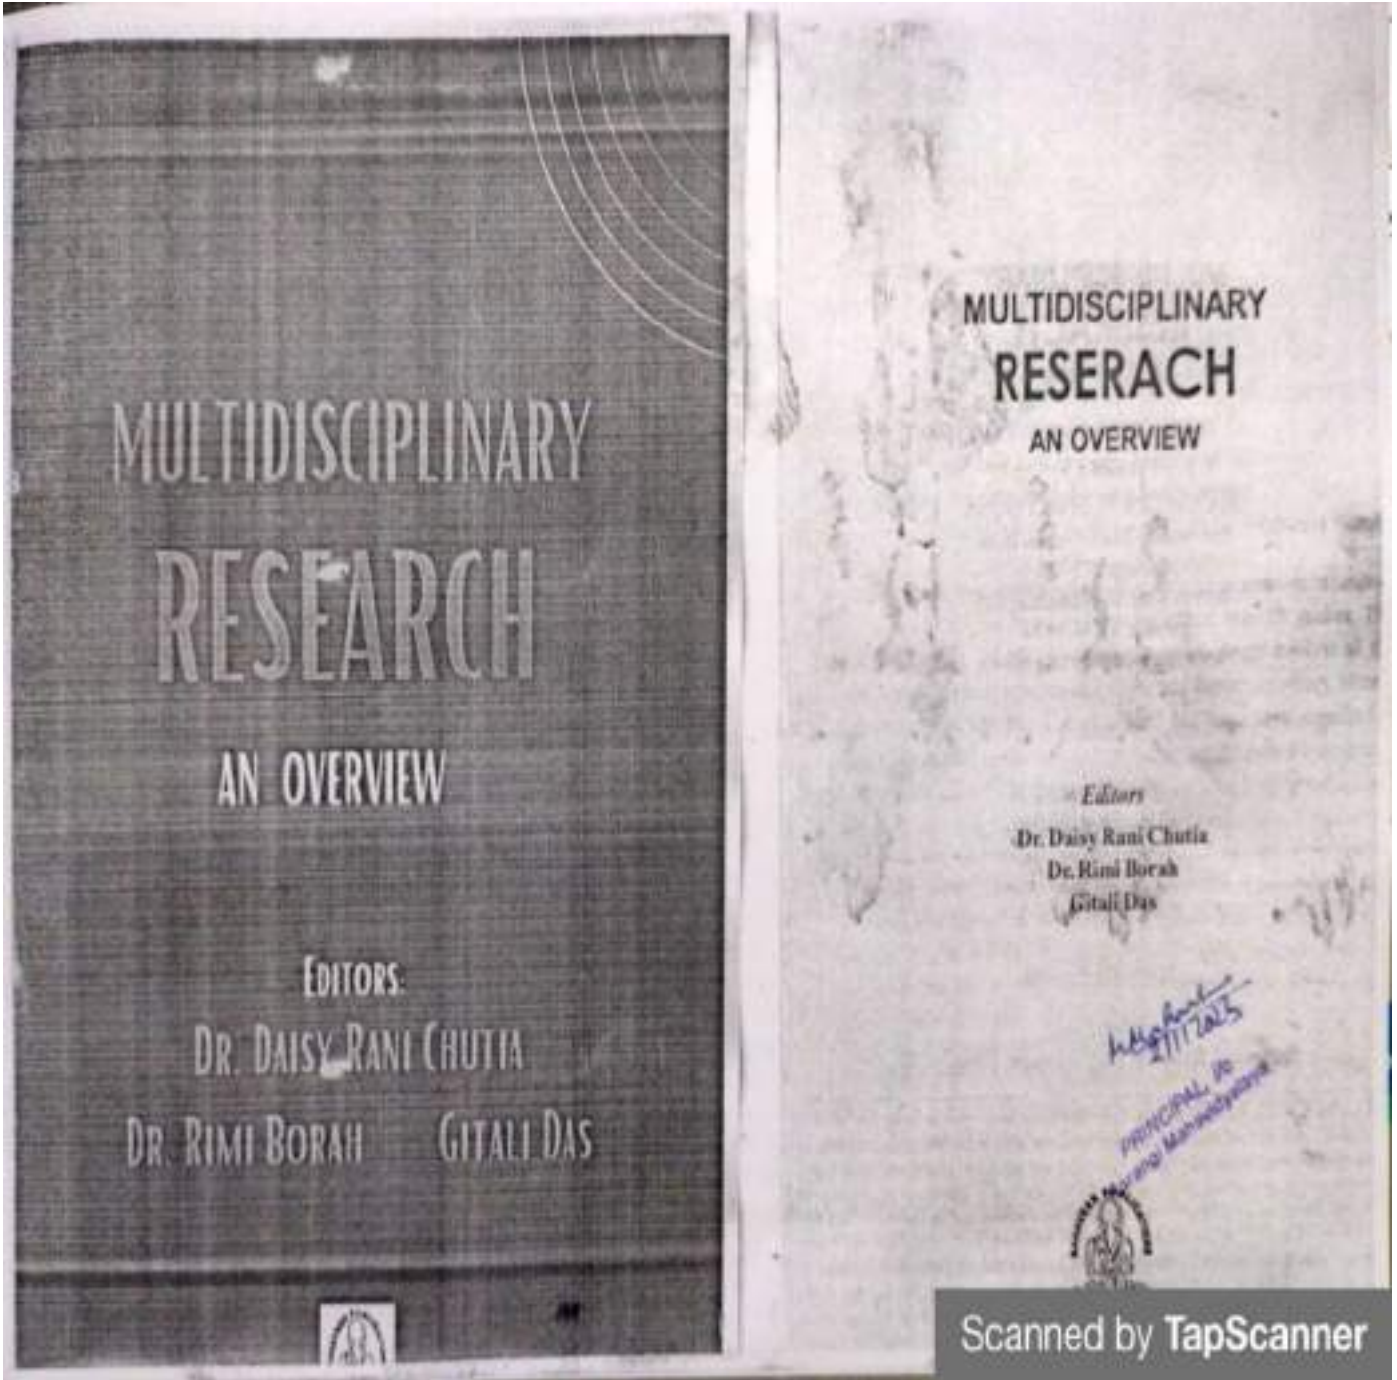 MULTIDISCIPLINARY
RESEARCH
AN OVERVIEW
EDITORS:
DR. DAISY RANI CHUTIA
DR. RIMI BORAH GITALI DAS
MULTIDISCIPLINARY
RESERACH
AN OVERVIEW
Editors
Dr. Daisy Rani Chutia
Dr. Rimi Borah
Gitali Das
PRINCIPAL i/c
Mahavidyalaya
Scanned by TapScanner